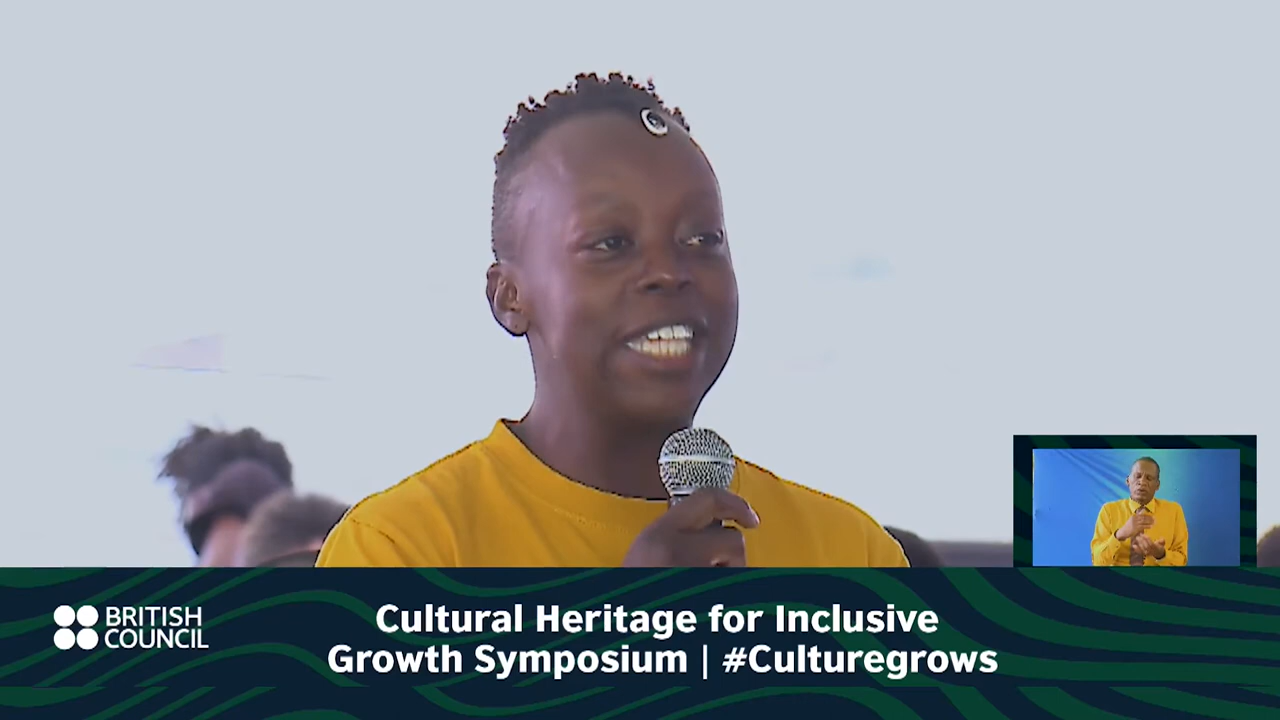 BRITISH
COUNCIL
Cultural Heritage for Inclusive
Growth Symposium | #Culturegrows